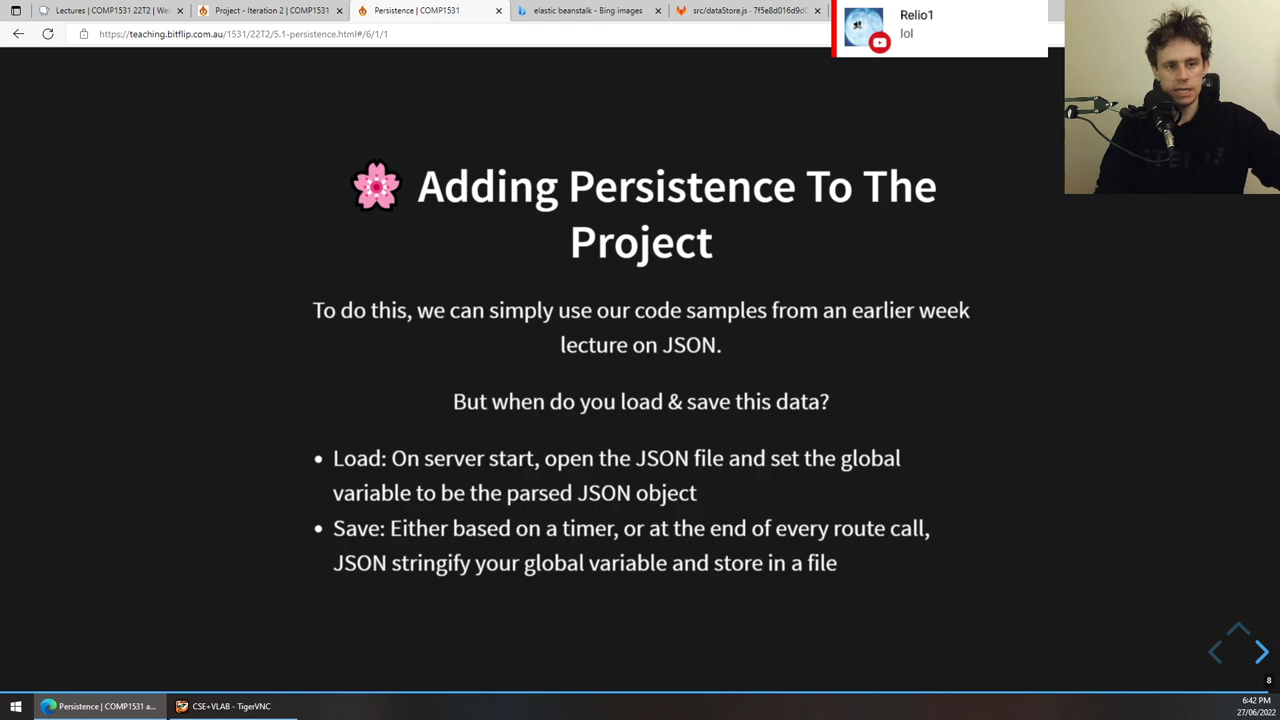 Lectures | COMP1531 22T2 | We
Project - Iteration 2 | COMP1531
Persistence | COMP1531
elastic beanstalk - Bing images
src/dataStore.js · 7f5e8d016d9d
https://teaching.bitflip.com.au/1531/22T2/5.1-persistence.html#/6/1/1
Relio1
lol
Adding Persistence To The
Project
To do this, we can simply use our code samples from an earlier week
lecture on JSON.
But when do you load & save this data?
• Load: On server start, open the JSON file and set the global
variable to be the parsed JSON object
• Save: Either based on a timer, or at the end of every route call,
JSON stringify your global variable and store in a file
8
Persistence | COMP1531 a...
CSE+VLAB - TigerVNC
6:42 PM
27/06/2022